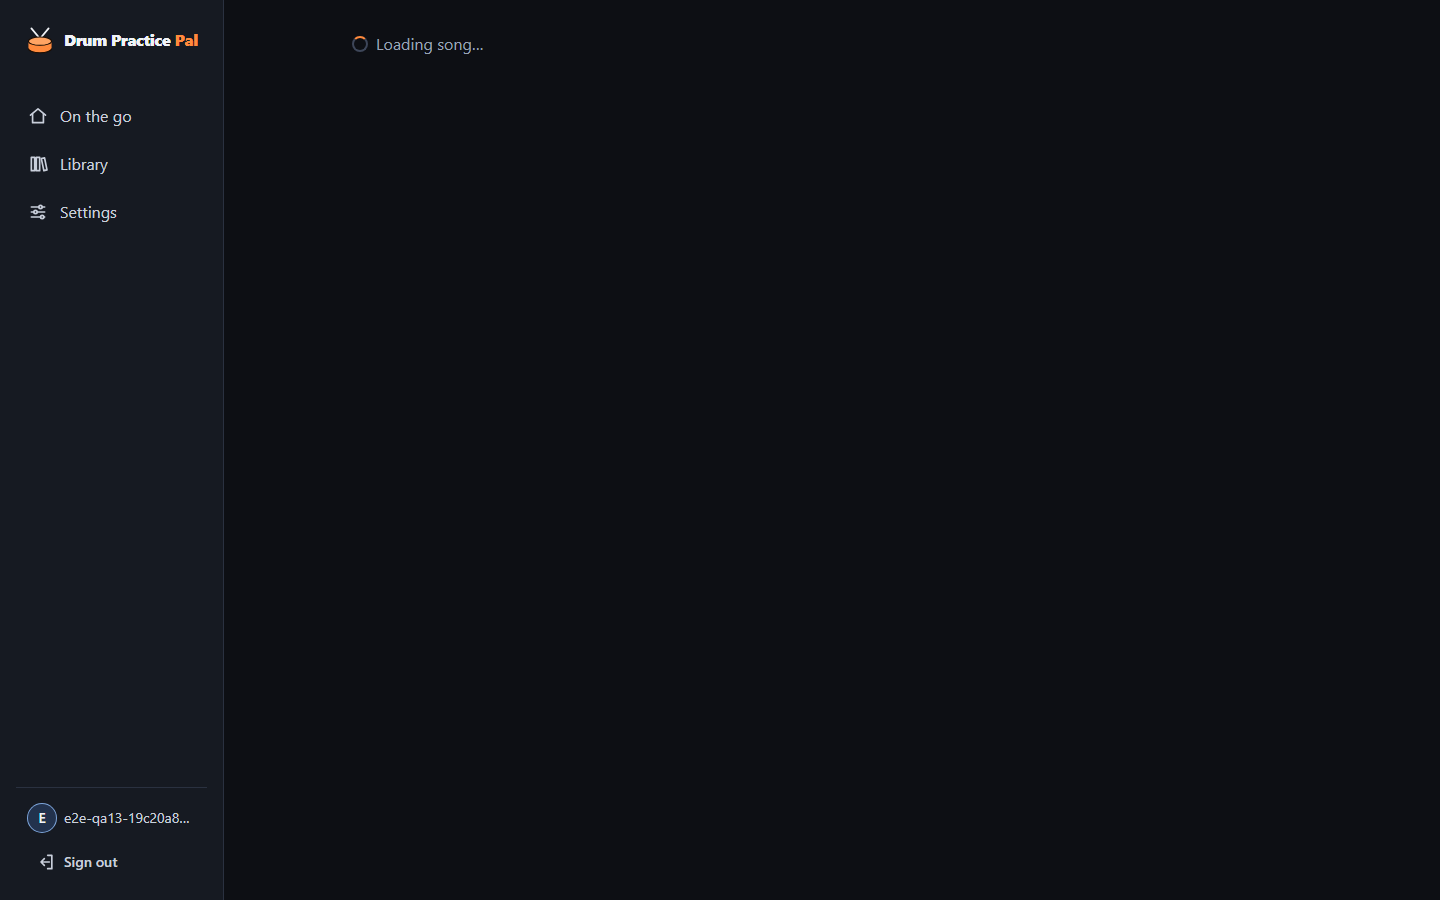 Drum Practice Pal
Loading song...
On the go
Library
Settings
E
e2e-qa13-19c20a8...
Sign out